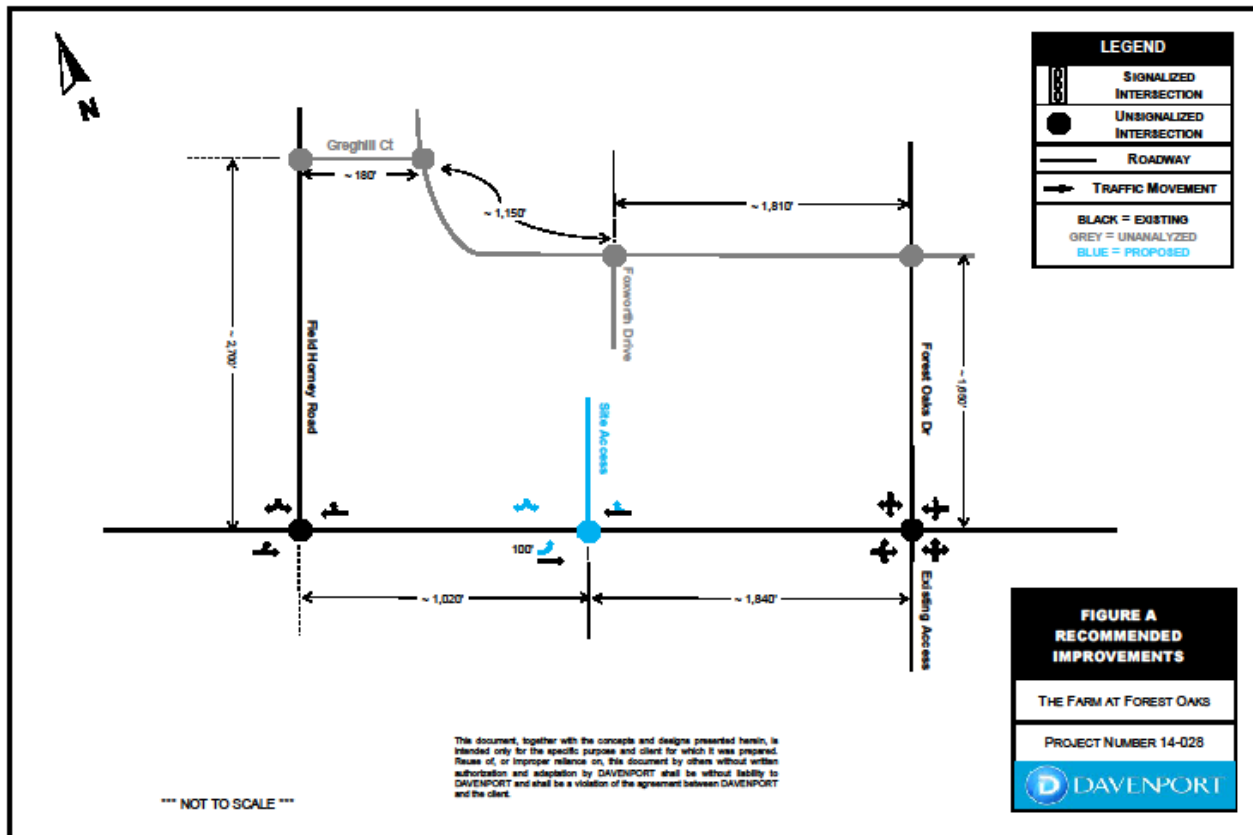 N
LEGEND
SIGNALIZED
INTERSECTION
UNSIGNALIZED
INTERSECTION
ROADWAY
TRAFFIC MOVEMENT
BLACK = EXISTING
GREY = UNANALYZED
BLUE = PROPOSED
Greghill Ct
~ 180'
~ 1,150'
~ 1,810'
Foxworth Drive
~ 2,700'
Field Horney Road
Forest Oaks Dr
Site Access
100'
~ 1,020'
~ 1,840'
Existing Access
FIGURE A
RECOMMENDED
IMPROVEMENTS
THE FARM AT FOREST OAKS
PROJECT NUMBER 14-028
D DAVENPORT
This document, together with the concepts and designs presented herein, is
intended only for the specific purpose and client for which it was prepared.
Reuse of, or improper reliance on, this document by others without written
authorization and adaptation by DAVENPORT shall be without liability to
DAVENPORT and shall be a violation of the agreement between DAVENPORT
and the client.
*** NOT TO SCALE ***